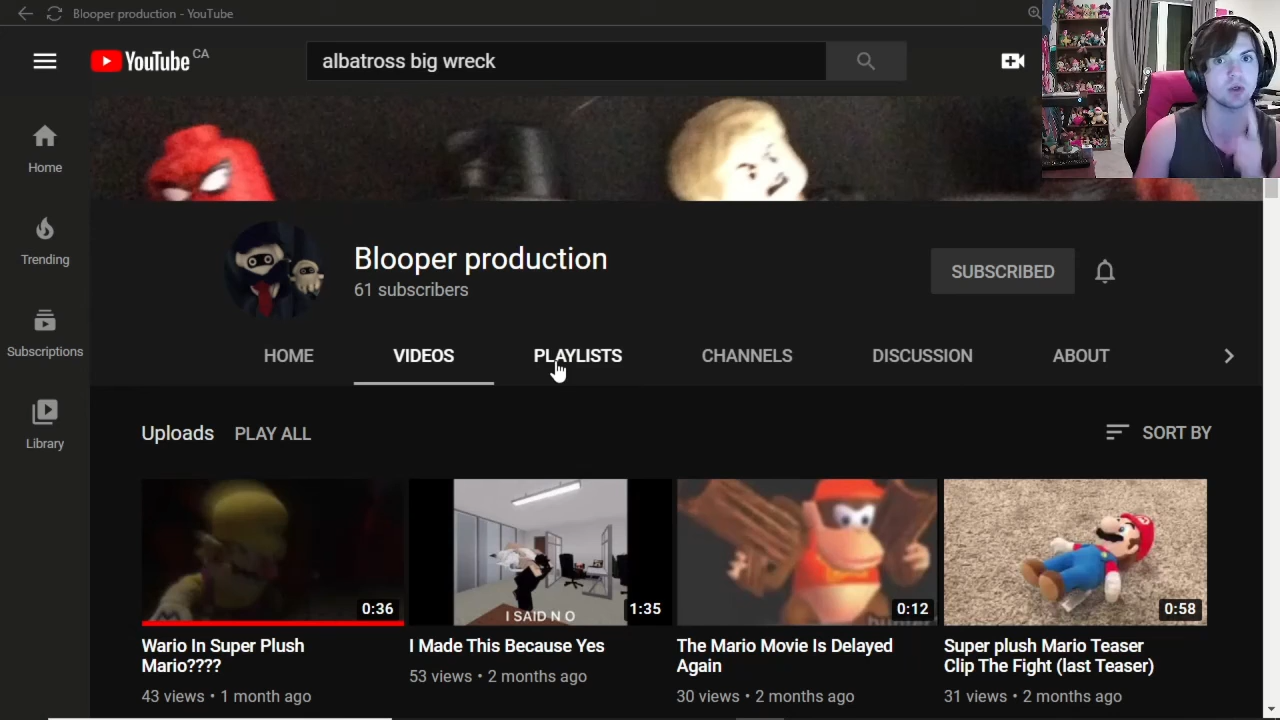 Blooper production - YouTube
YouTube CA
albatross big wreck
Home
Trending
Subscriptions
Library
Blooper production
61 subscribers
SUBSCRIBED
HOME VIDEOS PLAYLISTS CHANNELS DISCUSSION ABOUT
Uploads PLAY ALL
SORT BY
0:36
I SAID N O
1:35
0:12
0:58
Wario In Super Plush
Mario????
43 views • 1 month ago
I Made This Because Yes
53 views • 2 months ago
The Mario Movie Is Delayed
Again
30 views • 2 months ago
Super plush Mario Teaser
Clip The Fight (last Teaser)
31 views • 2 months ago